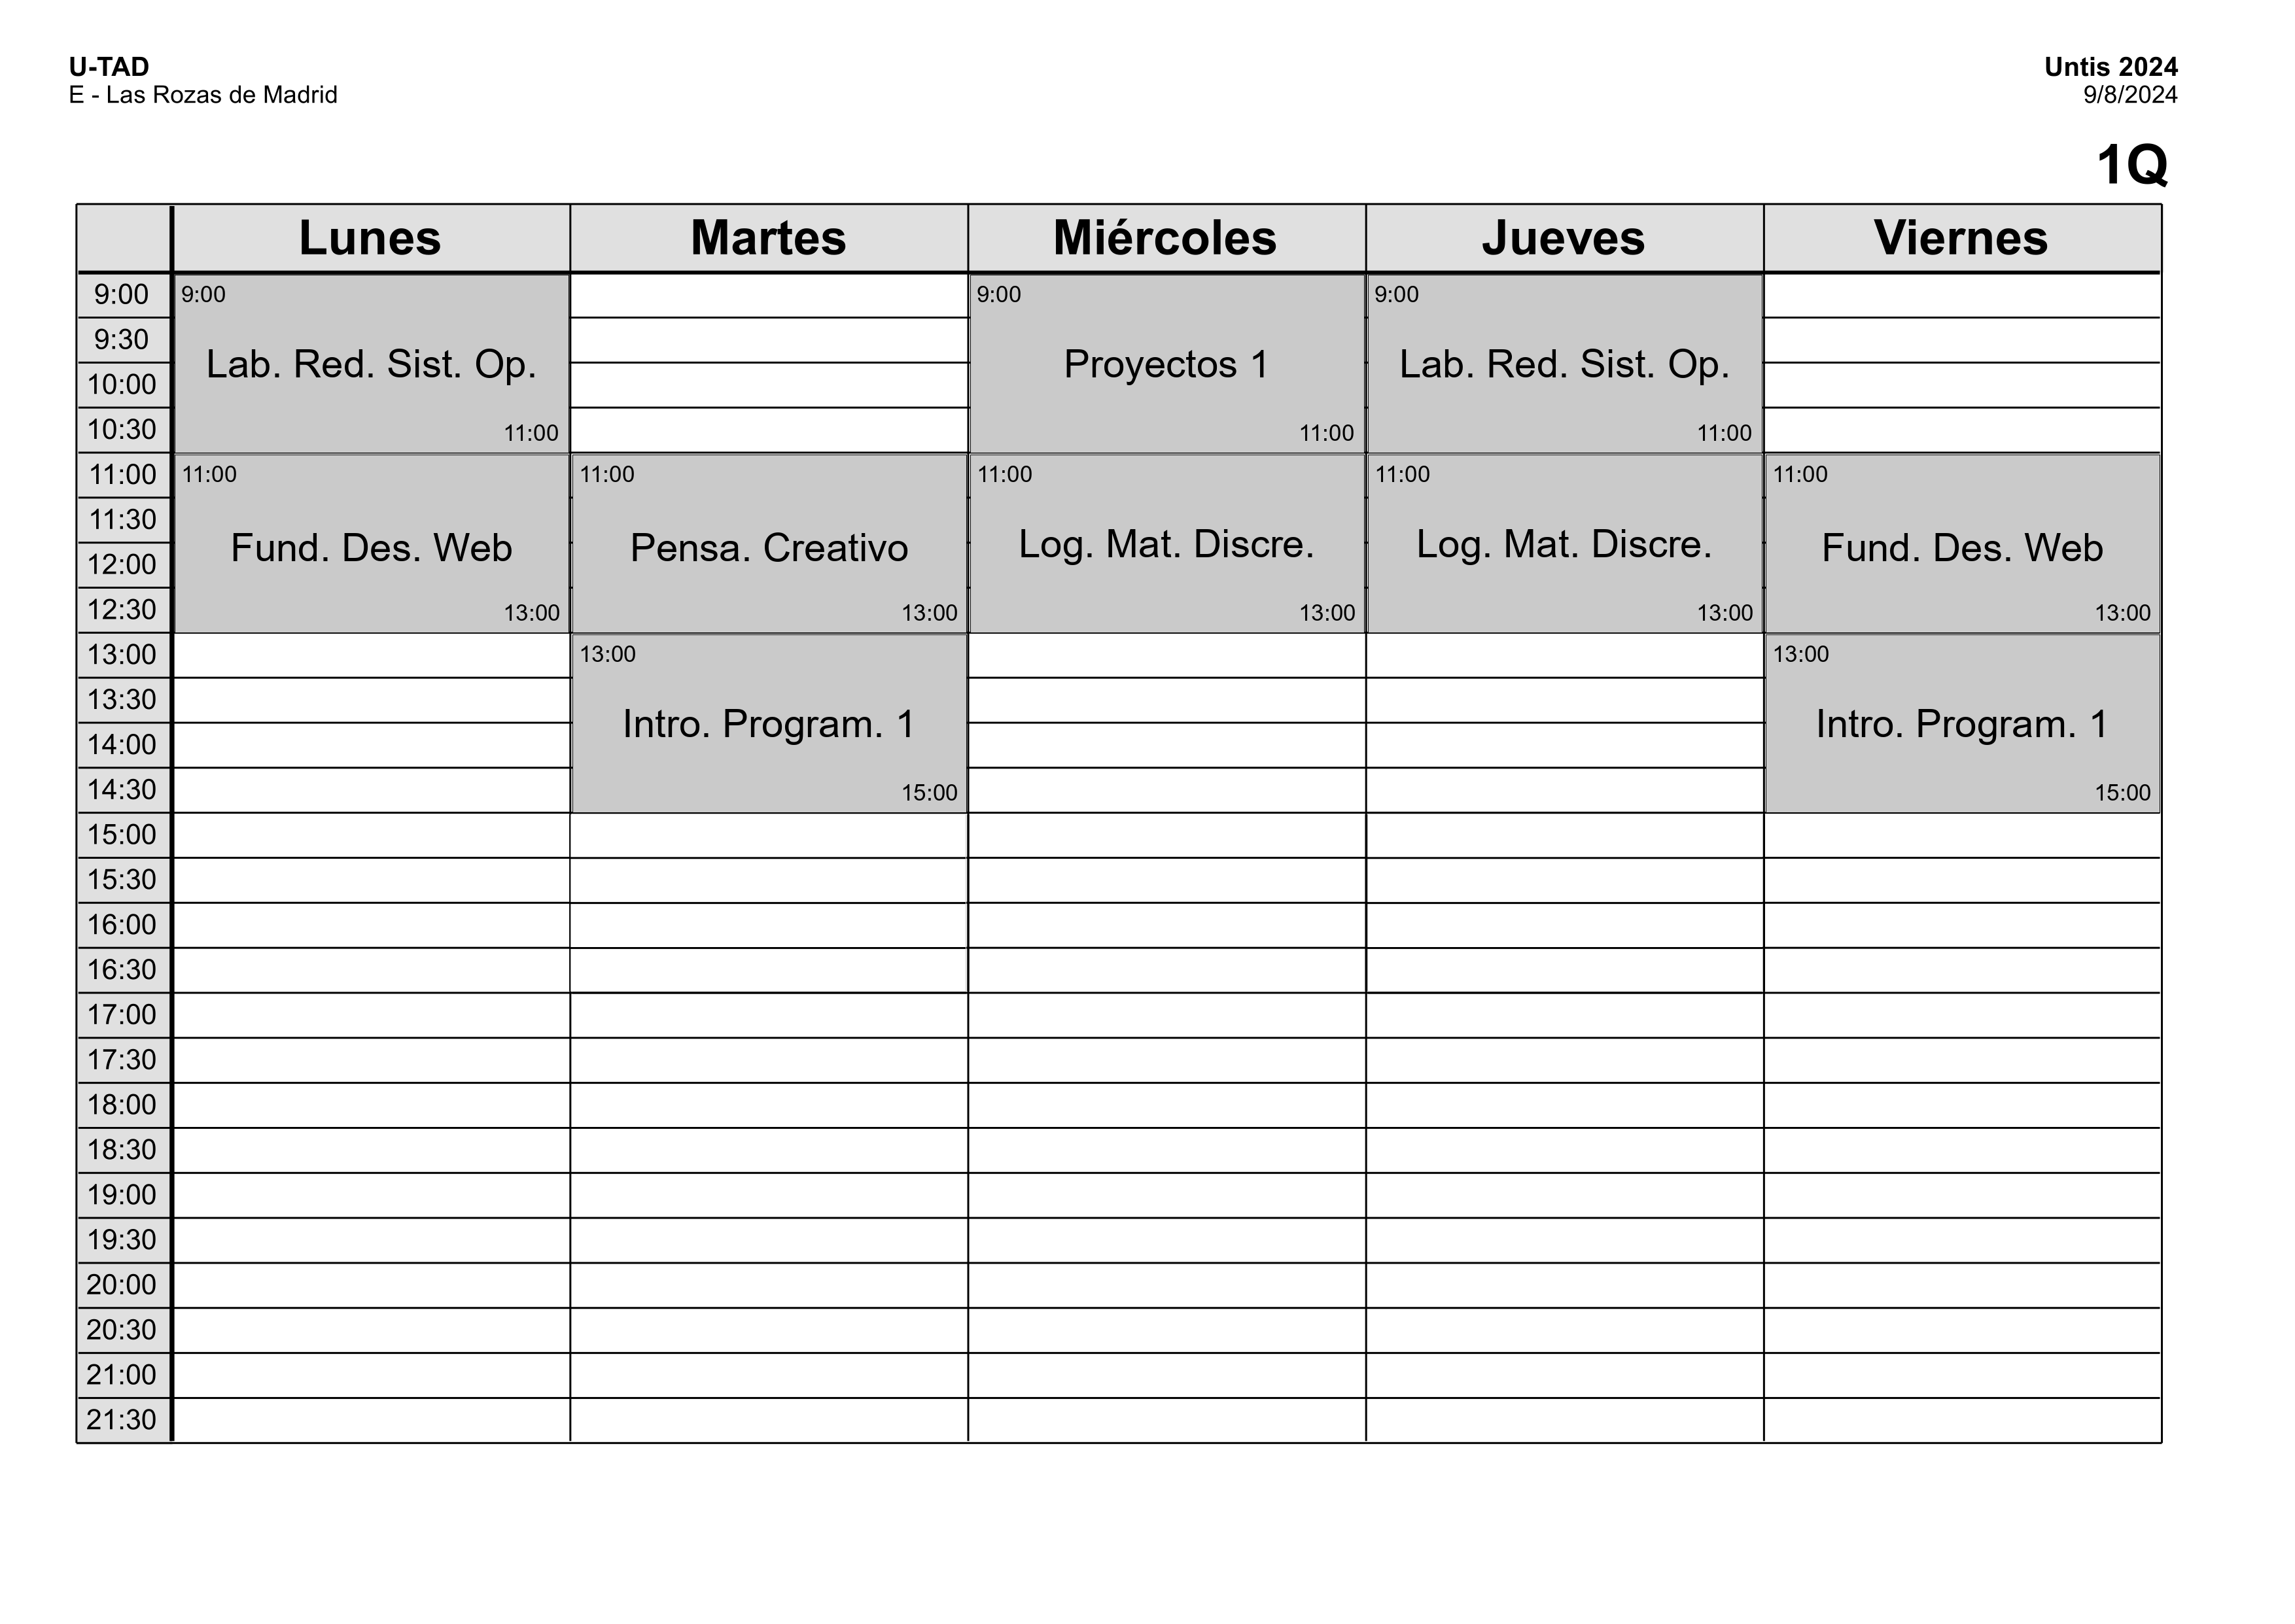 U-TAD
E - Las Rozas de Madrid
Untis 2024
9/8/2024
1Q
Lunes Martes Miércoles Jueves Viernes
9:00 9:00 9:00 9:00
9:30
Lab. Red. Sist. Op. Proyectos 1 Lab. Red. Sist. Op.
10:00
10:30 11:00 11:00 11:00
11:00 11:00 11:00 11:00 11:00 11:00
11:30
Fund. Des. Web Pensa. Creativo Log. Mat. Discre. Log. Mat. Discre. Fund. Des. Web
12:00
12:30 13:00 13:00 13:00 13:00 13:00
13:00 13:00 13:00
13:30
Intro. Program. 1 Intro. Program. 1
14:00
14:30 15:00 15:00
15:00
15:30
16:00
16:30
17:00
17:30
18:00
18:30
19:00
19:30
20:00
20:30
21:00
21:30